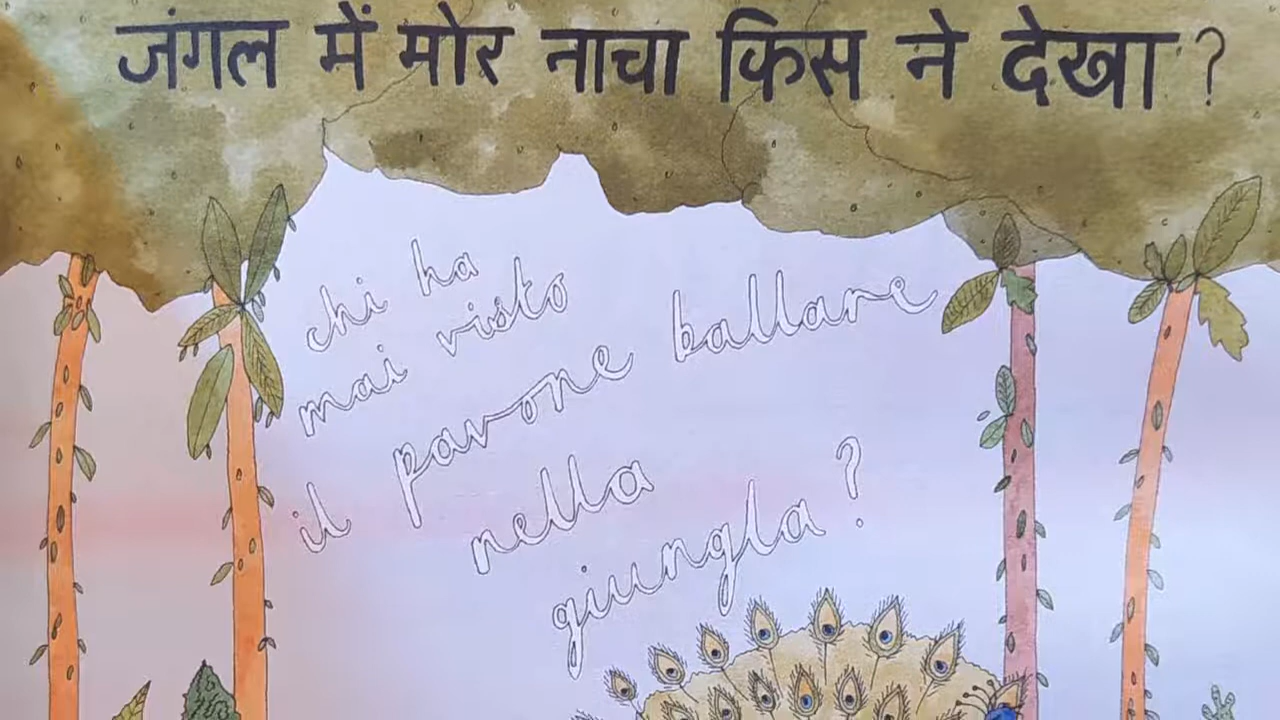 जंगल में मोर नाचा किस ने देखा ?
chi ha
mai visto
il pavone ballare
nella
giungla ?